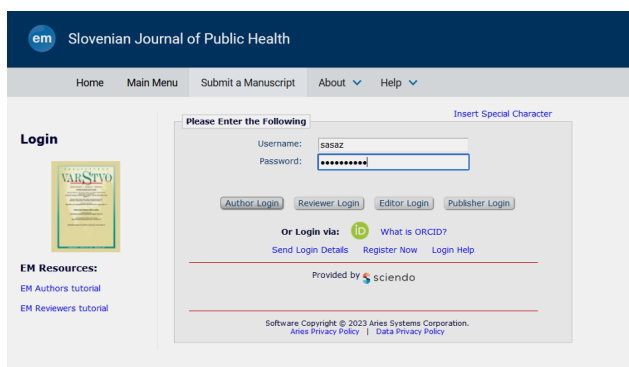 em Slovenian Journal of Public Health
Home Main Menu Submit a Manuscript About Help
Insert Special Character
Please Enter the Following
Login
Username: sasaz
Password: ••••••••••
VARSTVO
Author Login Reviewer Login Editor Login Publisher Login
Or Login via: iD What is ORCID?
Send Login Details Register Now Login Help
EM Resources:
Provided by sciendo
EM Authors tutorial
EM Reviewers tutorial
Software Copyright © 2023 Aries Systems Corporation.
Aries Privacy Policy | Data Privacy Policy